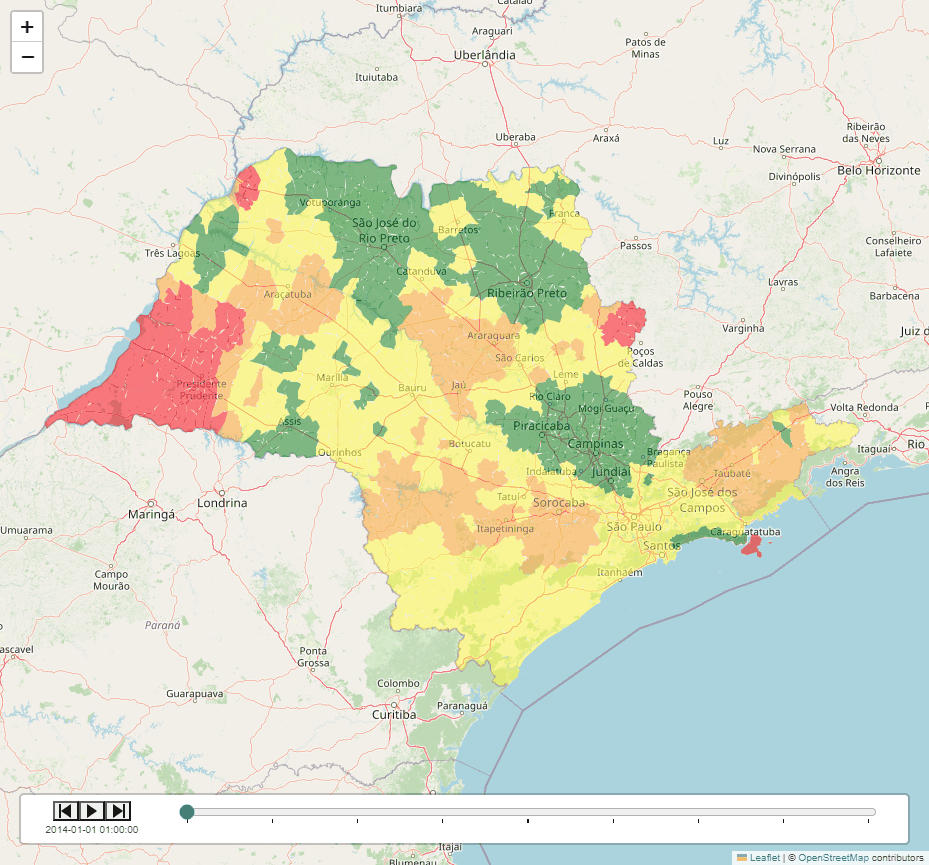 +
−
Itumbiara
Catalão
Araguari
Uberlândia
Patos de
Minas
Ituiutaba
Uberaba
Araxá
Luz
Nova Serrana
Ribeirão
das Neves
Divinópolis
Belo Horizonte
Votuporanga
São José do
Rio Preto
Barretos
Franca
Passos
Três Lagoas
Conselheiro
Lafaiete
Catanduva
Lavras
Araçatuba
Ribeirão Preto
Barbacena
Varginha
Juiz d
Araraquara
São Carlos
Poços
de Caldas
Presidente
Prudente
Marília
Bauru
Jaú
Leme
Rio Claro
Mogi Guaçu
Pouso
Alegre
Volta Redonda
Assis
Piracicaba
Campinas
Itaguaí
Rio
Ourinhos
Botucatu
Bragança
Paulista
Indaiatuba
Jundiaí
Taubaté
Angra
dos Reis
Londrina
Maringá
Tatuí
Sorocaba
São José dos
Campos
Umuarama
Itapetininga
São Paulo
Caraguatatuba
Santos
Itanhaém
Campo
Mourão
Paraná
ascavel
Ponta
Grossa
Guarapuava
Colombo
Paranaguá
Curitiba
2014-01-01 01:00:00
Itajaí
Blumenau
Leaflet | © OpenStreetMap contributors